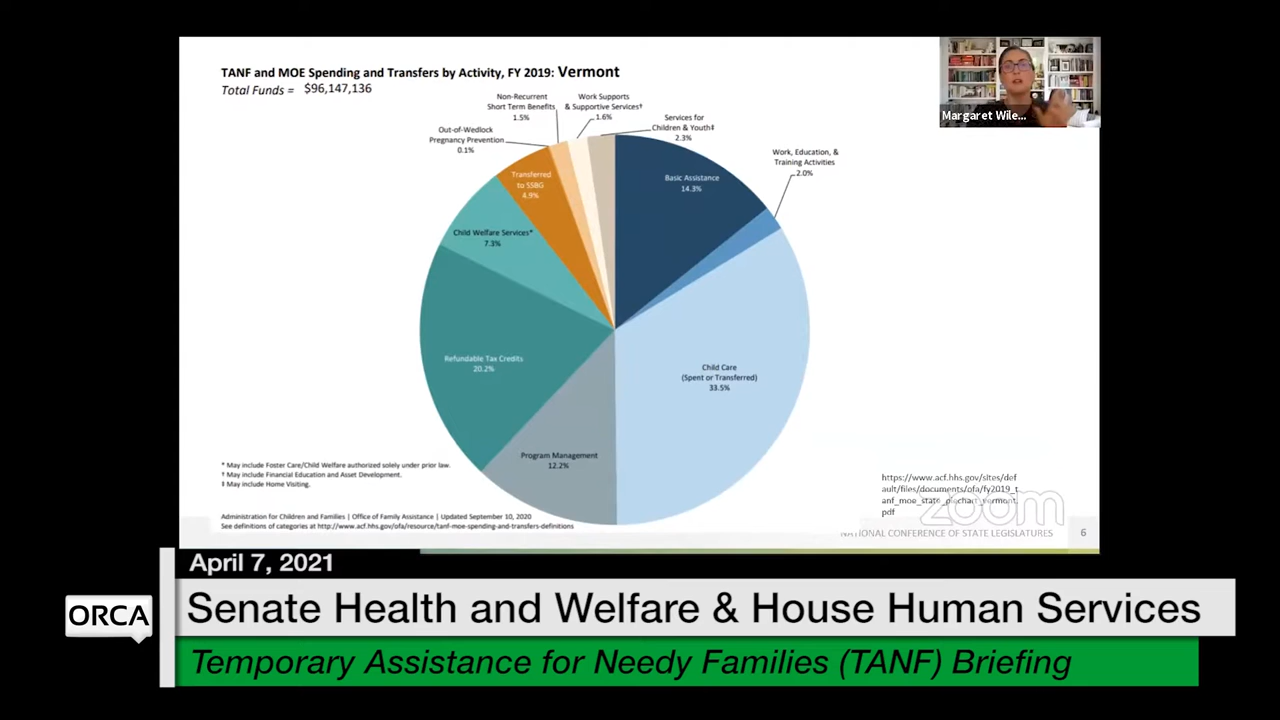 TANF and MOE Spending and Transfers by Activity, FY 2019: Vermont
Total Funds = $96,147,136
Non-Recurrent
Short Term Benefits
1.5%
Work Supports
& Supportive Services†
1.6%
Services for
Children & Youth‡
2.3%
Out-of-Wedlock
Pregnancy Prevention
0.1%
Work, Education, &
Training Activities
2.0%
Transferred
to SSBG
4.9%
Basic Assistance
14.3%
Child Welfare Services*
7.3%
Refundable Tax Credits
20.2%
Child Care
(Spent or Transferred)
33.5%
Program Management
12.2%
* May include Foster Care/Child Welfare authorized solely under prior law.
† May include Financial Education and Asset Development.
‡ May include Home Visiting.
Administration for Children and Families | Office of Family Assistance | Updated September 10, 2020
See definitions of categories at http://www.acf.hhs.gov/ofa/resource/tanf-moe-spending-and-transfers-definitions
https://www.acf.hhs.gov/sites/def
ault/files/documents/ofa/fy2019_t
anf_moe_state_piechart_vermont.
pdf
zoom
NATIONAL CONFERENCE OF STATE LEGISLATURES 6
Margaret Wile...
April 7, 2021
ORCA
Senate Health and Welfare & House Human Services
Temporary Assistance for Needy Families (TANF) Briefing